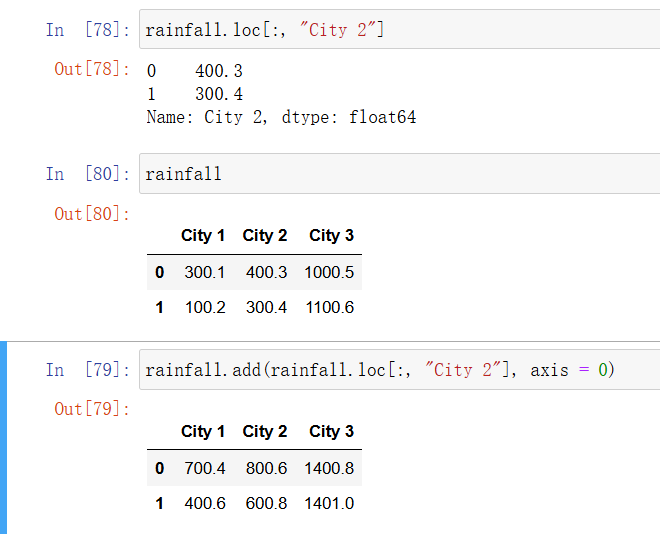 In [78]: rainfall.loc[:, "City 2"]
Out[78]: 0 400.3
1 300.4
Name: City 2, dtype: float64
In [80]: rainfall
Out[80]:
City 1 City 2 City 3
0 300.1 400.3 1000.5
1 100.2 300.4 1100.6
In [79]: rainfall.add(rainfall.loc[:, "City 2"], axis = 0)
Out[79]:
City 1 City 2 City 3
0 700.4 800.6 1400.8
1 400.6 600.8 1401.0